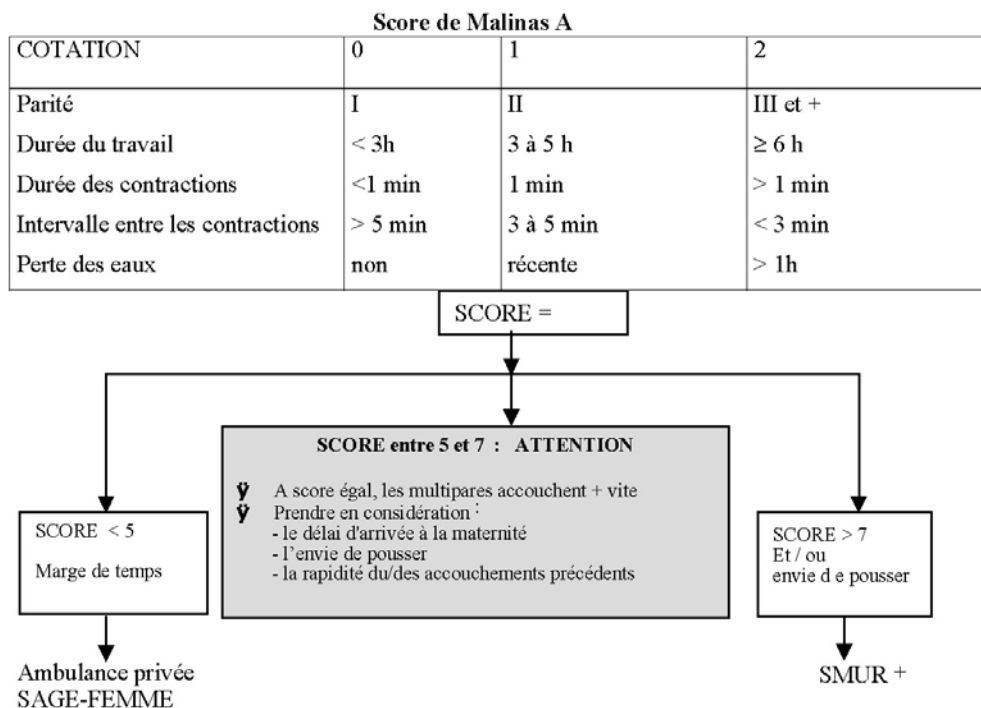 Score de Malinas A
COTATION 0 1 2
Parité I II III et +
Durée du travail < 3h 3 à 5 h ≥ 6 h
Durée des contractions <1 min 1 min > 1 min
Intervalle entre les contractions > 5 min 3 à 5 min < 3 min
Perte des eaux non récente > 1h
SCORE =
SCORE entre 5 et 7 : ATTENTION
ÿ A score égal, les multipares accouchent + vite
ÿ Prendre en considération :
- le délai d'arrivée à la maternité
- l'envie de pousser
- la rapidité du/des accouchements précédents
SCORE < 5
Marge de temps
SCORE > 7
Et / ou
envie d e pousser
Ambulance privée
SAGE-FEMME
SMUR +